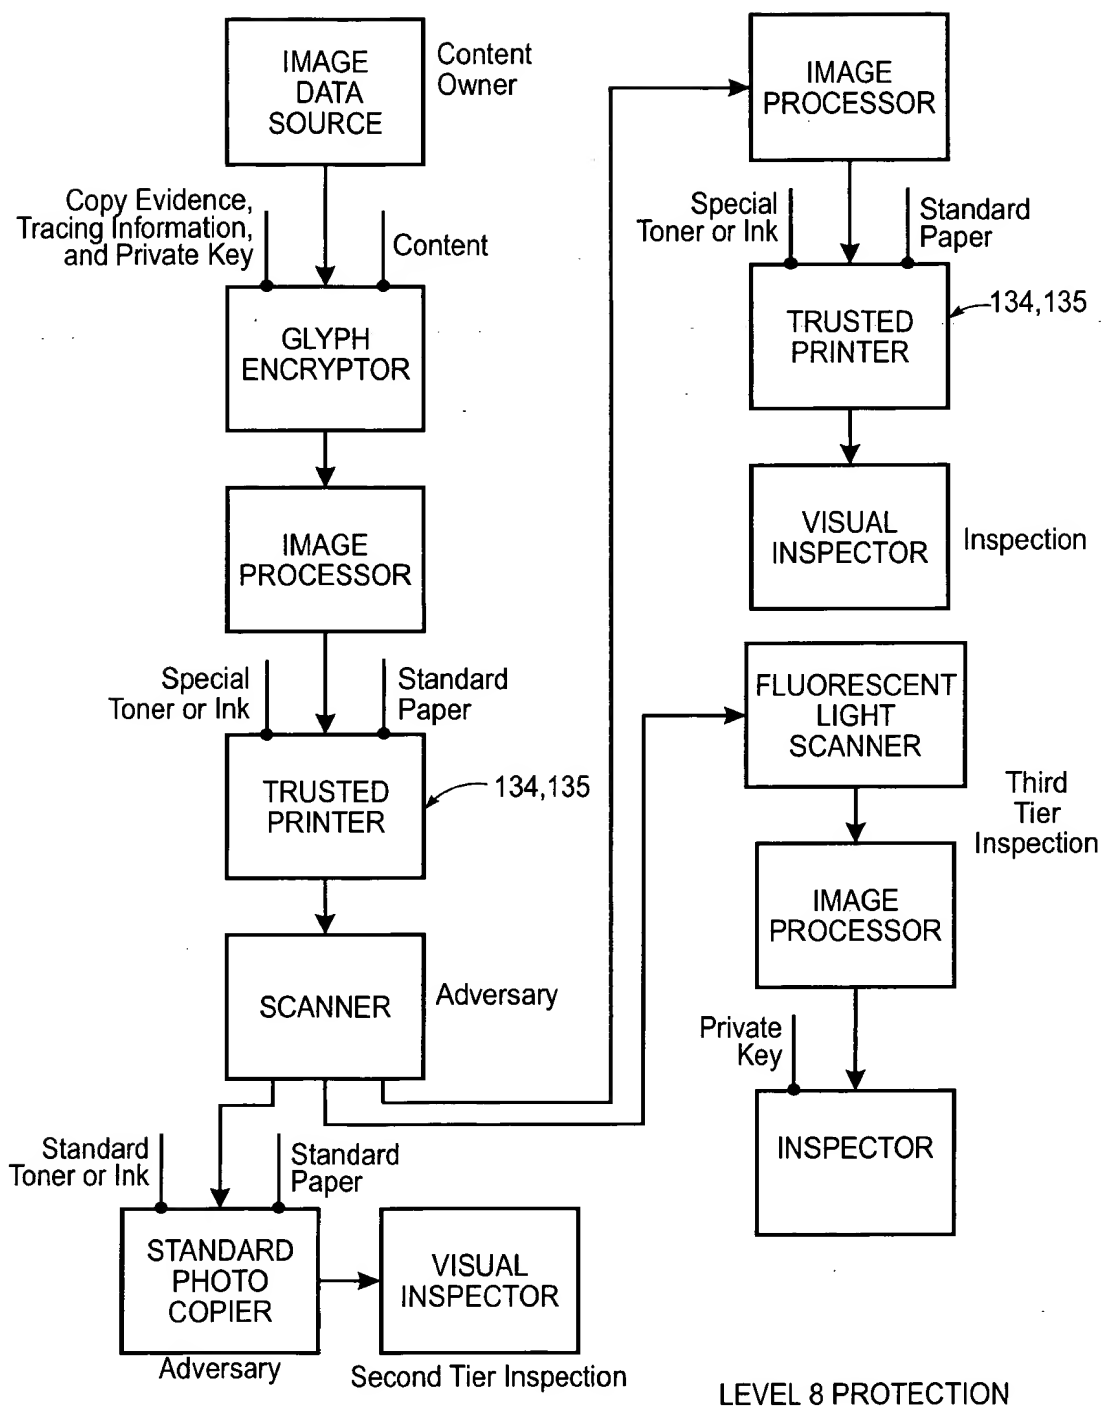 IMAGE
DATA
SOURCE
Content
Owner
Copy Evidence,
Tracing Information,
and Private Key
Content
GLYPH
ENCRYPTOR
IMAGE
PROCESSOR
Special
Toner or Ink
Standard
Paper
TRUSTED
PRINTER
134,135
SCANNER
Adversary
Standard
Toner or Ink
Standard
Paper
STANDARD
PHOTO
COPIER
Adversary
VISUAL
INSPECTOR
Second Tier Inspection
IMAGE
PROCESSOR
Special
Toner or Ink
Standard
Paper
TRUSTED
PRINTER
134,135
VISUAL
INSPECTOR
Inspection
FLUORESCENT
LIGHT
SCANNER
Third
Tier
Inspection
IMAGE
PROCESSOR
Private
Key
INSPECTOR
LEVEL 8 PROTECTION